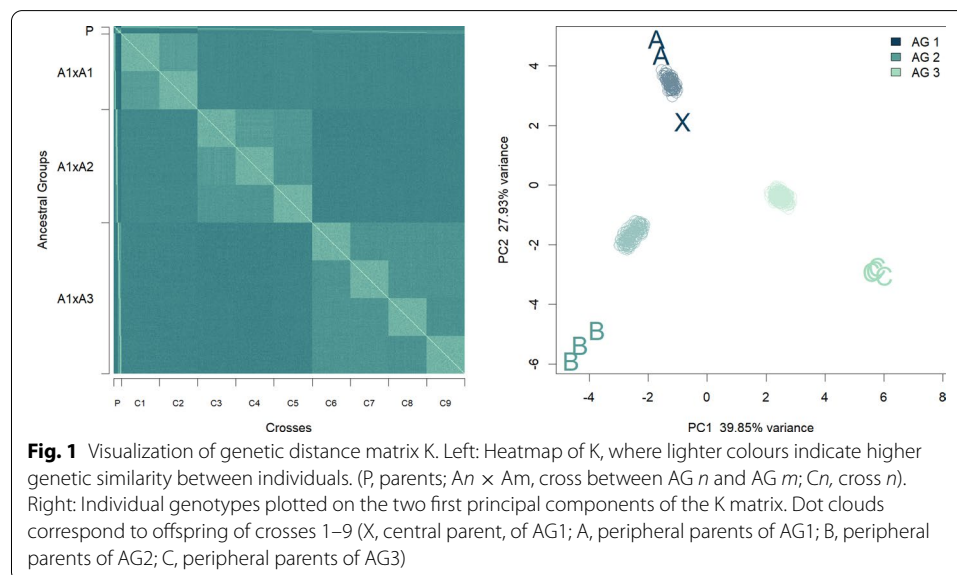 P
A1xA1
A1xA2
A1xA3
Ancestral Groups
P C1 C2 C3 C4 C5 C6 C7 C8 C9
Crosses
A
A
X
B
B
B
C
C
C
C
AG 1
AG 2
AG 3
4
2
0
-2
-4
-6
PC2 27.93% variance
-4 -2 0 2 4 6 8
PC1 39.85% variance
Fig. 1 Visualization of genetic distance matrix K. Left: Heatmap of K, where lighter colours indicate higher
genetic similarity between individuals. (P, parents; An × Am, cross between AG n and AG m; Cn, cross n).
Right: Individual genotypes plotted on the two first principal components of the K matrix. Dot clouds
correspond to offspring of crosses 1–9 (X, central parent, of AG1; A, peripheral parents of AG1; B, peripheral
parents of AG2; C, peripheral parents of AG3)